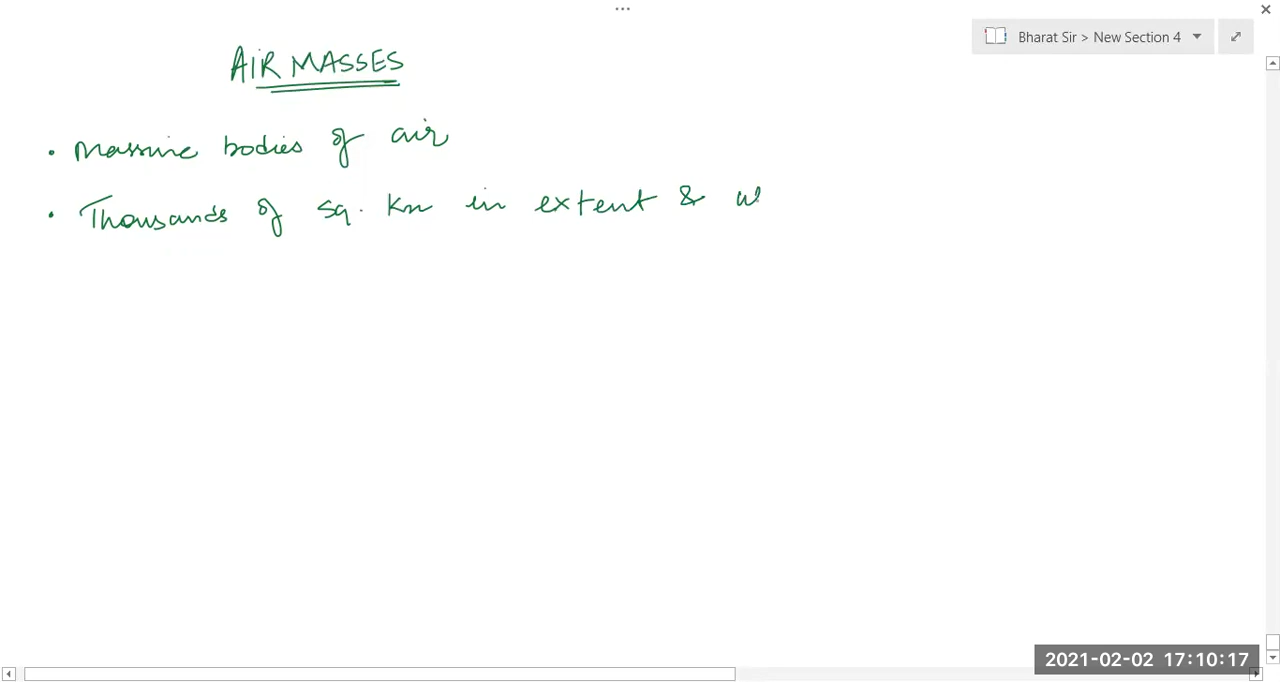 ...
Bharat Sir > New Section 4
AIR MASSES
• Massive bodies of air
• Thousands of sq. km in extent &
2021-02-02 17:10:17